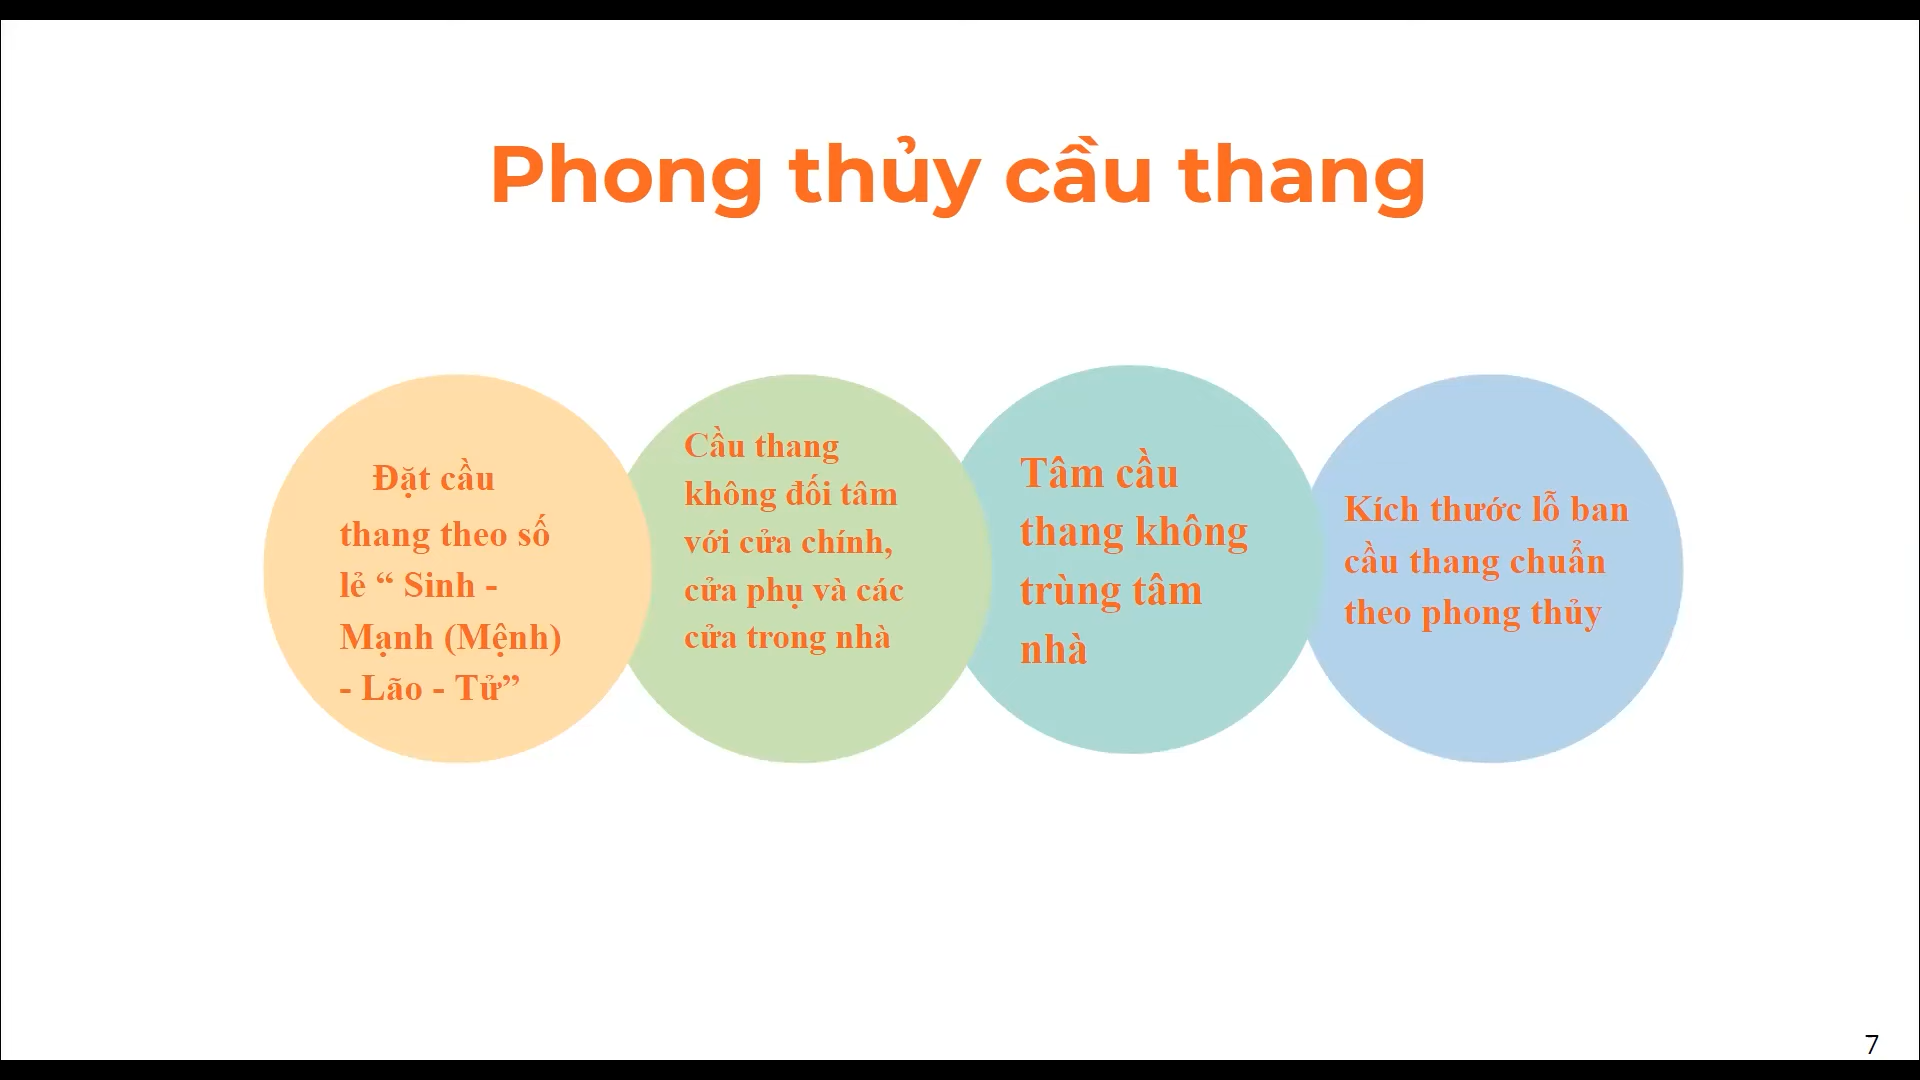 Phong thủy cầu thang
Đặt cầu
thang theo số
lẻ “ Sinh -
Mạnh (Mệnh)
- Lão - Tử”
Cầu thang
không đối tâm
với cửa chính,
cửa phụ và các
cửa trong nhà
Tâm cầu
thang không
trùng tâm
nhà
Kích thước lỗ ban
cầu thang chuẩn
theo phong thủy
7